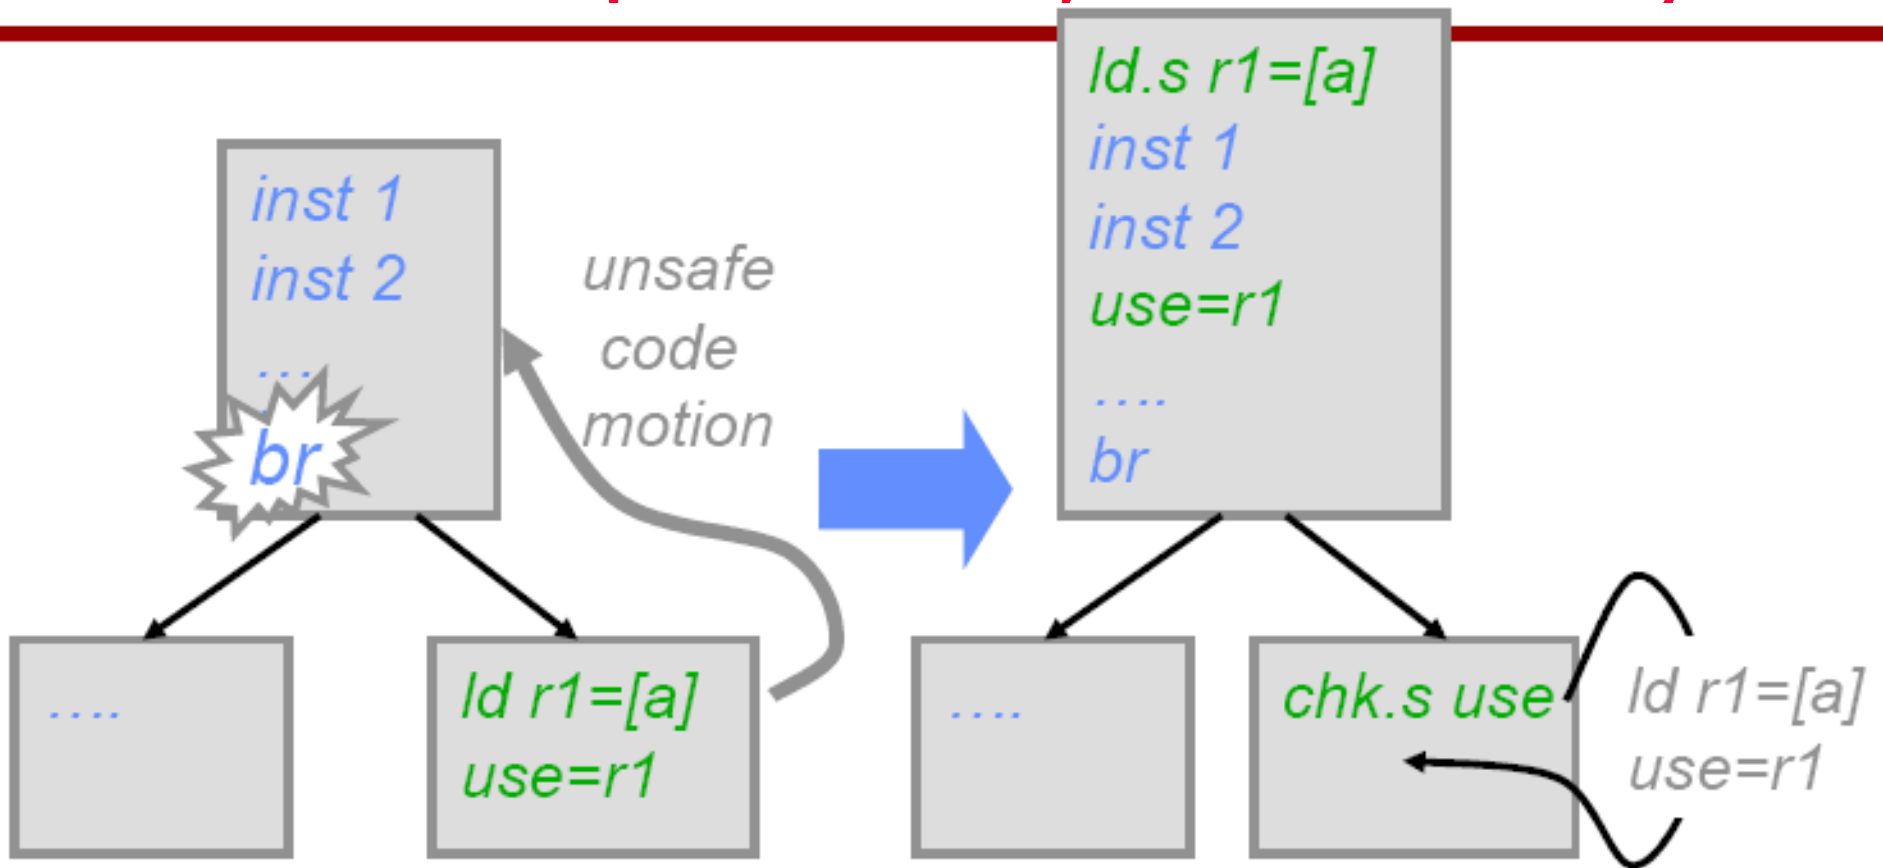 inst 1
inst 2
...
br
unsafe
code
motion
....
ld r1=[a]
use=r1
ld.s r1=[a]
inst 1
inst 2
use=r1
....
br
....
chk.s use
ld r1=[a]
use=r1